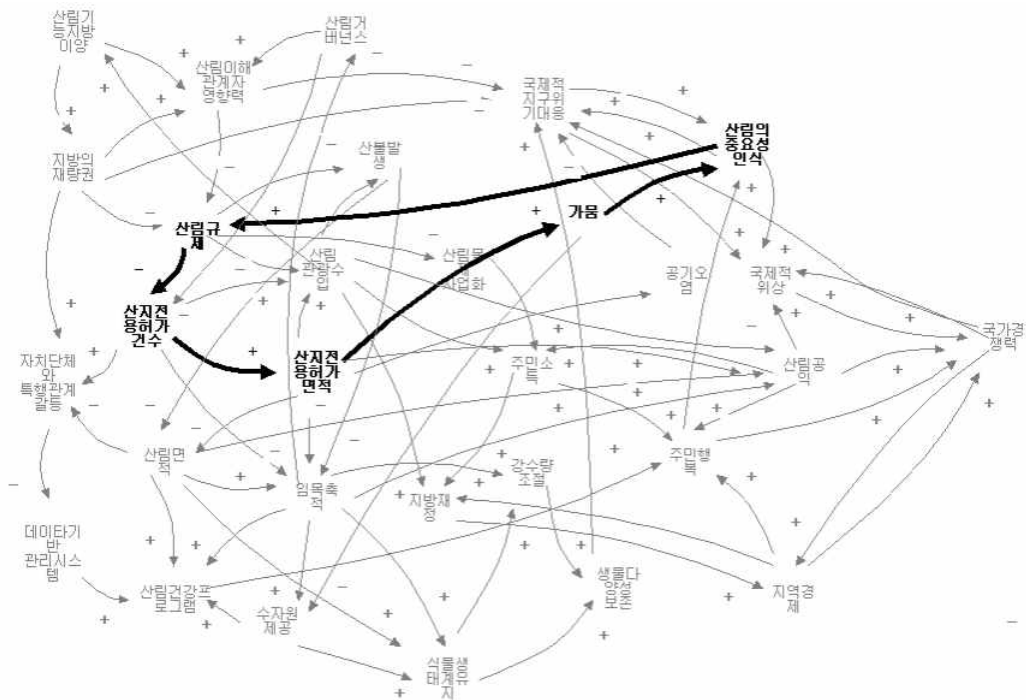 산림기
능지방
이양
산림거
버넌스
산림이해
관계자
영향력
국제적
지구위
기대응
산림의
중요성
인식
지방의
재량권
산불발
생
가뭄
산림규
제
산림
관광수
입
사업화
공기오
염
국제적
위상
산지전
용허가
건수
산지전
용허가
면적
국가경
쟁력
자치단체
와
특행관계
갈등
주민소
득
산림공
익
산림면
적
임목축
적
강수량
조절
지방재
정
주민행
복
데이타기
반
관리시스
템
산림건강프
로그램
수자원
제공
생물다
양성
보존
지역경
제
식물생
태계유
지